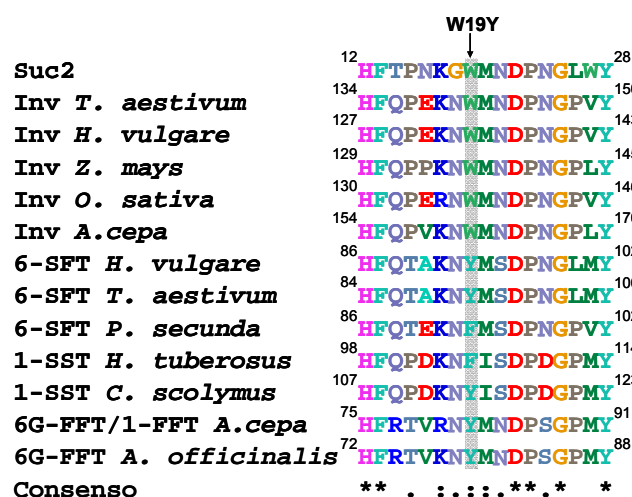 W19Y
Suc2 12 HFTPNKGWMNDPNGLWY 28
Inv T. aestivum 134 HFQPEKNWMNDPNGPVY 150
Inv H. vulgare 127 HFQPEKNWMNDPNGPVY 143
Inv Z. mays 129 HFQPPKNWMNDPNGPLY 145
Inv O. sativa 130 HFQPERNWMNDPNGPVY 146
Inv A.cepa 154 HFQPVKNWMNDPNGPLY 170
6-SFT H. vulgare 86 HFQTAKNYMSDPNGLMY 102
6-SFT T. aestivum 84 HFQTAKNYMSDPNGLMY 100
6-SFT P. secunda 86 HFQTEKNFMSDPNGPVY 102
1-SST H. tuberosus 98 HFQPDKNFISDPDGPMY 114
1-SST C. scolymus 107 HFQPDKNYISDPDGPMY 123
6G-FFT/1-FFT A.cepa 75 HFRTVRNYMNDPSGPMY 91
6G-FFT A. officinalis 72 HFRTVKNYMNDPSGPMY 88
Consenso ** . :.::.**.*  *